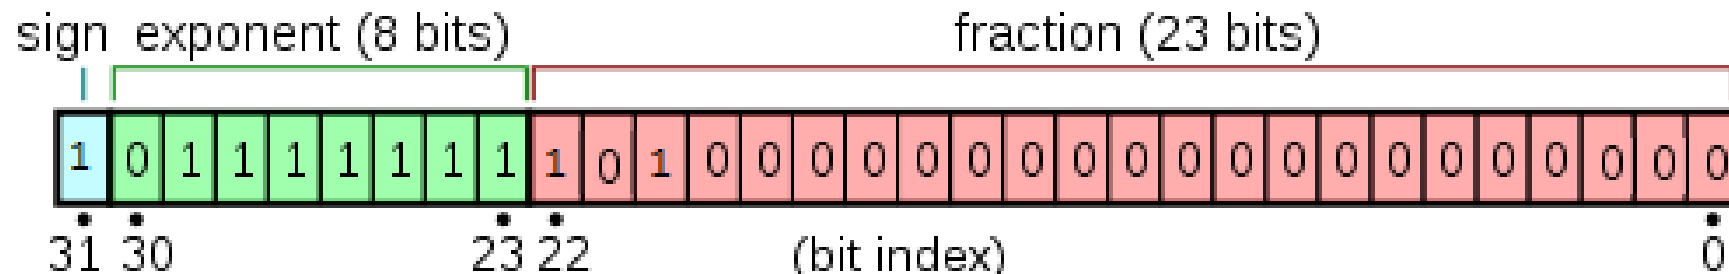 sign exponent (8 bits) fraction (23 bits)
1 0 1 1 1 1 1 1 1 1 0 1 0 0 0 0 0 0 0 0 0 0 0 0 0 0 0 0 0 0 0 0
31 30 23 22 (bit index) 0